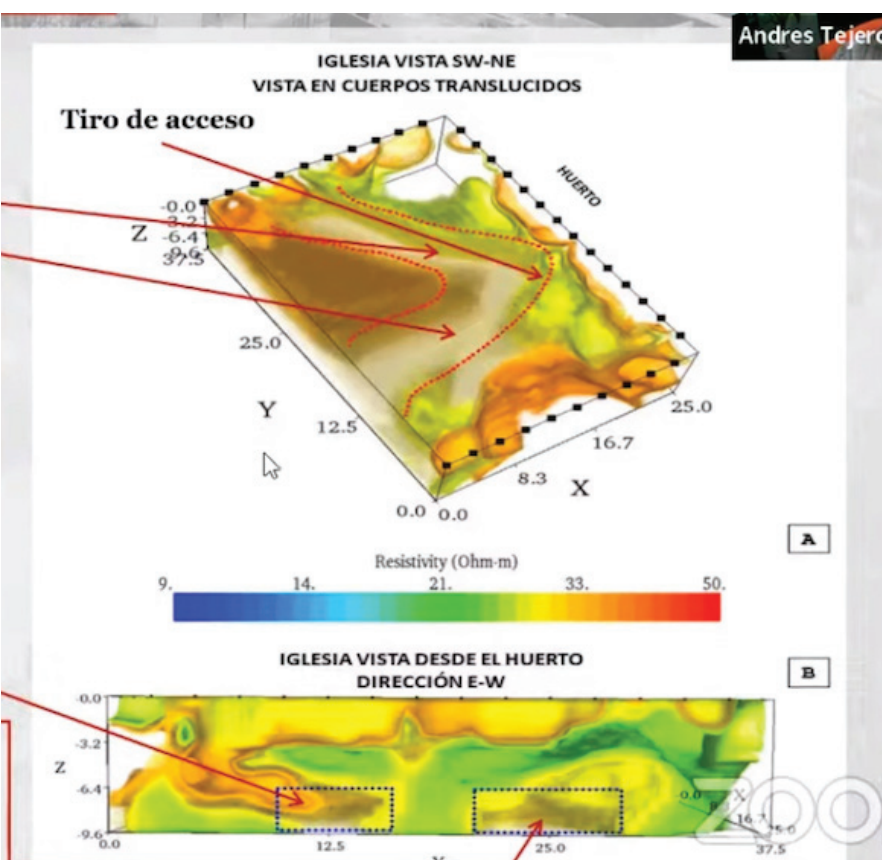 Andres Tejero
IGLESIA VISTA SW-NE
VISTA EN CUERPOS TRANSLUCIDOS
Tiro de acceso
HUERTO
-0.0
-3.2
Z -6.4
-9.6
37.5
25.0
Y
12.5
0.0 0.0
8.3
X
16.7
25.0
A
Resistivity (Ohm-m)
9. 14. 21. 33. 50.
IGLESIA VISTA DESDE EL HUERTO
B
DIRECCIÓN E-W
-0.0
-3.2
Z
-6.4
-9.6
0.0 12.5 25.0 37.5
-0.0 X
16.7
ZOO